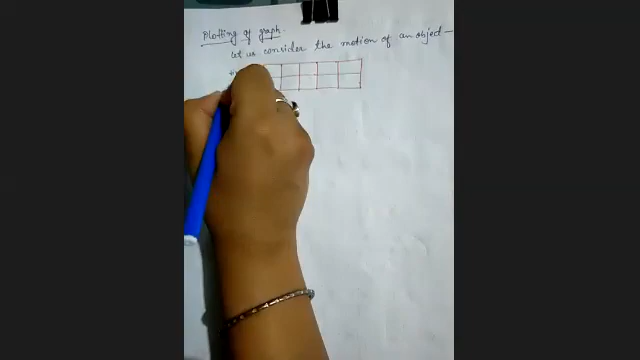 Plotting of graph
Let us consider the motion of an object —